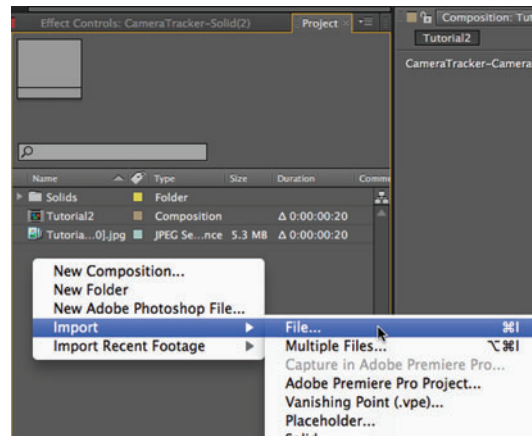 Effect Controls: CameraTracker-Solid(2) Project
Composition: Tut
Tutorial2
CameraTracker-Camera
Name Type Size Duration Comme
Solids Folder
Tutorial2 Composition Δ 0:00:00:20
Tutoria...0].jpg JPEG Se...nce 5.3 MB Δ 0:00:00:20
New Composition...
New Folder
New Adobe Photoshop File...
Import
Import Recent Footage
File... ⌘I
Multiple Files... ⌥⌘I
Capture in Adobe Premiere Pro...
Adobe Premiere Pro Project...
Vanishing Point (.vpe)...
Placeholder...